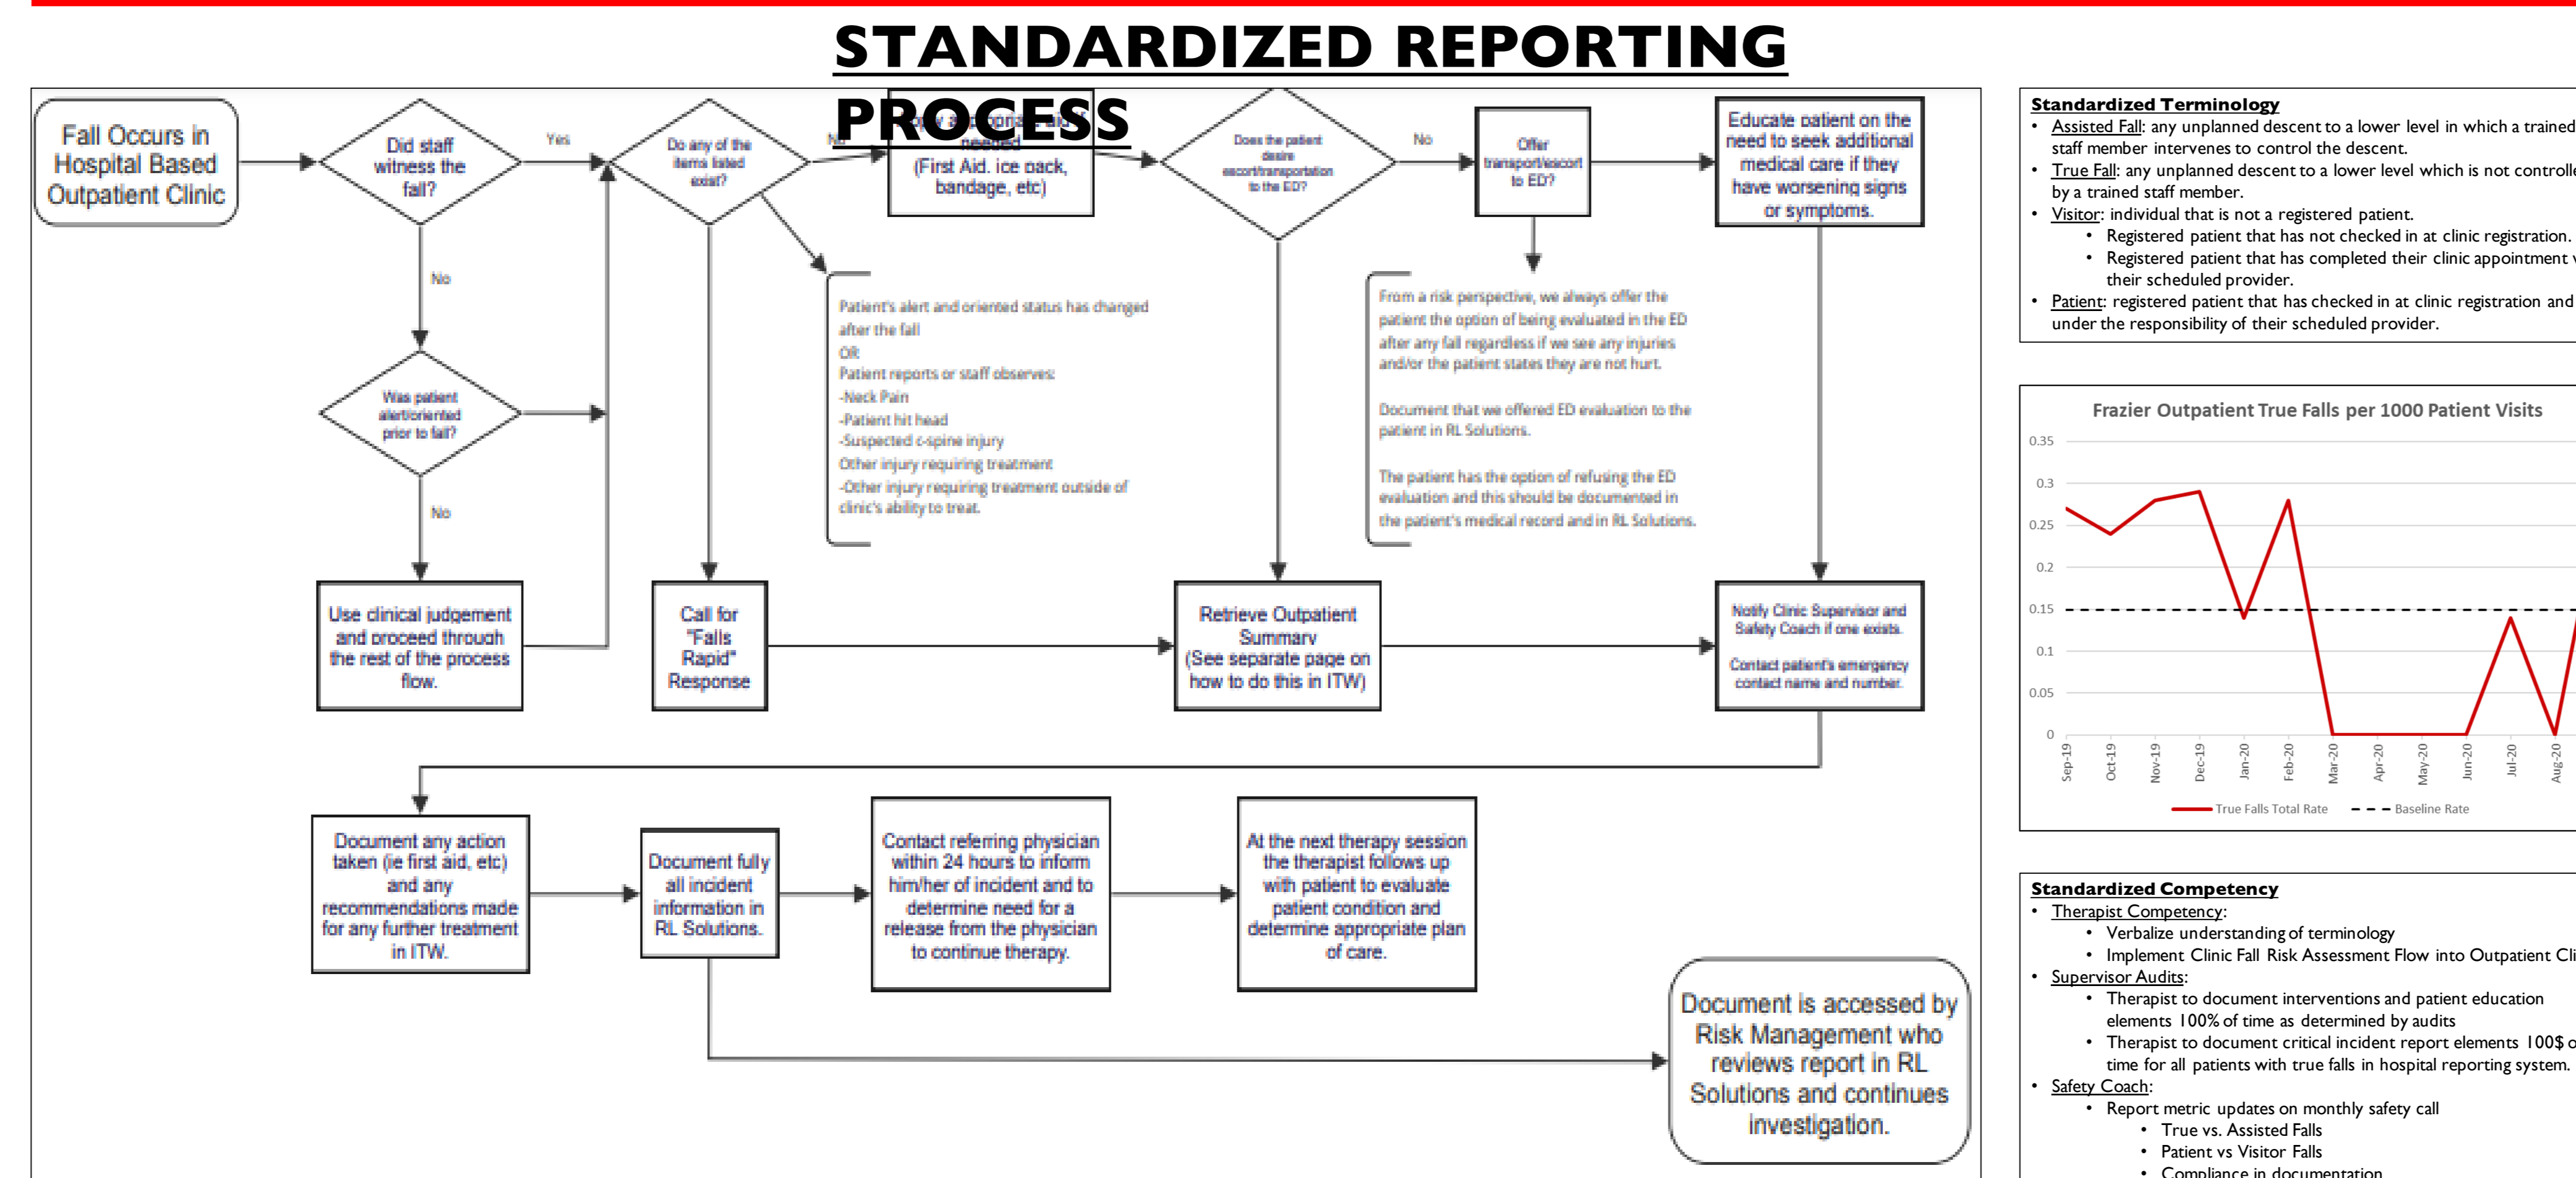 STANDARDIZED REPORTING
PROCESS
Fall Occurs in
Hospital Based
Outpatient Clinic
Did staff
witness the
fall?
Yes
No
Do any of the
items listed
exist?
No
needed
(First Aid. ice pack,
bandage, etc)
Does the patient
desire
escort/transportation
to the ED?
No
Offer
transport/escort
to ED?
Educate patient on the
need to seek additional
medical care if they
have worsening signs
or symptoms.
Was patient
alert/oriented
prior to fall?
No
Patient's alert and oriented status has changed
after the fall
OR
Patient reports or staff observes:
-Neck Pain
-Patient hit head
-Suspected c-spine injury
Other injury requiring treatment
-Other injury requiring treatment outside of
clinic's ability to treat.
From a risk perspective, we always offer the
patient the option of being evaluated in the ED
after any fall regardless if we see any injuries
and/or the patient states they are not hurt.
Document that we offered ED evaluation to the
patient in RL Solutions.
The patient has the option of refusing the ED
evaluation and this should be documented in
the patient's medical record and in RL Solutions.
Use clinical judgement
and proceed through
the rest of the process
flow.
Call for
"Falls
Rapid"
Response
Retrieve Outpatient
Summary
(See separate page on
how to do this in ITW)
Notify Clinic Supervisor and
Safety Coach if one exists.
Contact patient's emergency
contact name and number.
Document any action
taken (ie first aid, etc)
and any
recommendations made
for any further treatment
in ITW.
Document fully
all incident
information in
RL Solutions.
Contact referring physician
within 24 hours to inform
him/her of incident and to
determine need for a
release from the physician
to continue therapy.
At the next therapy session
the therapist follows up
with patient to evaluate
patient condition and
determine appropriate plan
of care.
Document is accessed by
Risk Management who
reviews report in RL
Solutions and continues
investigation.
Standardized Terminology
• Assisted Fall: any unplanned descent to a lower level in which a trained
staff member intervenes to control the descent.
• True Fall: any unplanned descent to a lower level which is not controlle
by a trained staff member.
• Visitor: individual that is not a registered patient.
• Registered patient that has not checked in at clinic registration.
• Registered patient that has completed their clinic appointment
their scheduled provider.
• Patient: registered patient that has checked in at clinic registration and
under the responsibility of their scheduled provider.
Frazier Outpatient True Falls per 1000 Patient Visits
0.35
0.3
0.25
0.2
0.15
0.1
0.05
0
Sep-19
Oct-19
Nov-19
Dec-19
Jan-20
Feb-20
Mar-20
Apr-20
May-20
Jun-20
Jul-20
Aug-20
True Falls Total Rate
Baseline Rate
Standardized Competency
• Therapist Competency:
• Verbalize understanding of terminology
• Implement Clinic Fall Risk Assessment Flow into Outpatient Cli
• Supervisor Audits:
• Therapist to document interventions and patient education
elements 100% of time as determined by audits
• Therapist to document critical incident report elements 100$ o
time for all patients with true falls in hospital reporting system.
• Safety Coach:
• Report metric updates on monthly safety call
• True vs. Assisted Falls
• Patient vs Visitor Falls
• Compliance in documentation